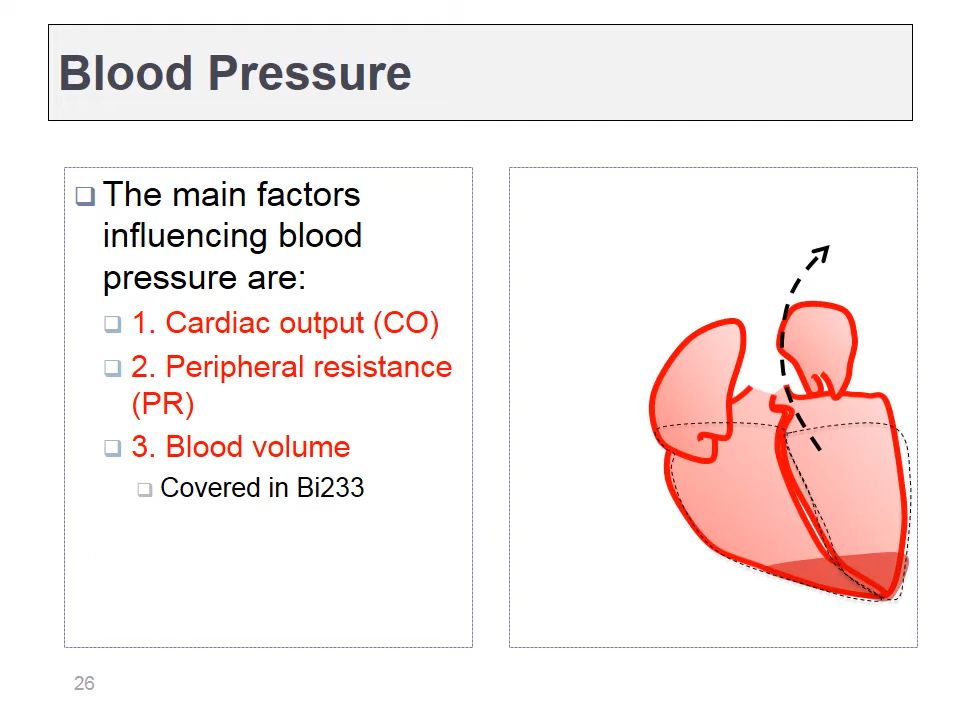 Blood Pressure
The main factors
influencing blood
pressure are:
1. Cardiac output (CO)
2. Peripheral resistance
(PR)
3. Blood volume
Covered in Bi233
26